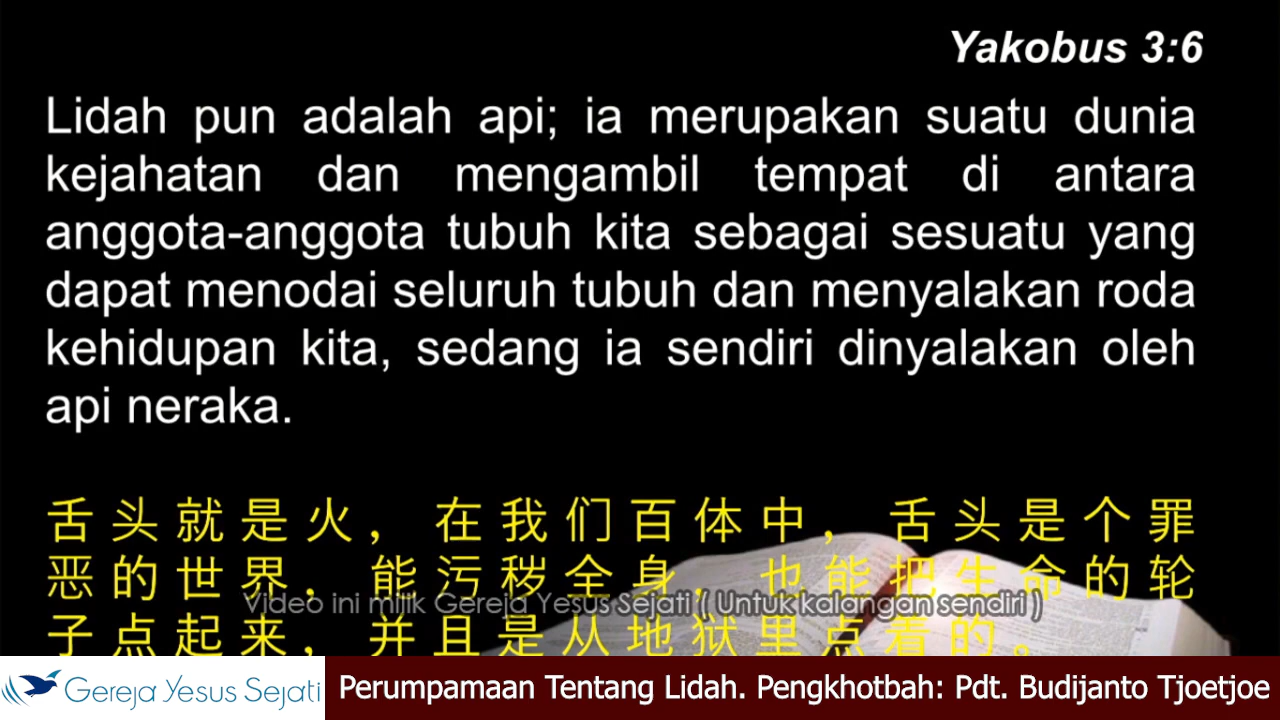 Yakobus 3:6
Lidah pun adalah api; ia merupakan suatu dunia
kejahatan dan mengambil tempat di antara
anggota-anggota tubuh kita sebagai sesuatu yang
dapat menodai seluruh tubuh dan menyalakan roda
kehidupan kita, sedang ia sendiri dinyalakan oleh
api neraka.
舌头就是火，在我们百体中，舌头是个罪
恶的世界，能污秽全身，也能把生命的轮
Video ini milik Gereja Yesus Sejati ( Untuk kalangan sendiri )
子点起来，并且是从地狱里点着的。
Gereja Yesus Sejati
Perumpamaan Tentang Lidah. Pengkhotbah: Pdt. Budijanto Tjoetjoe